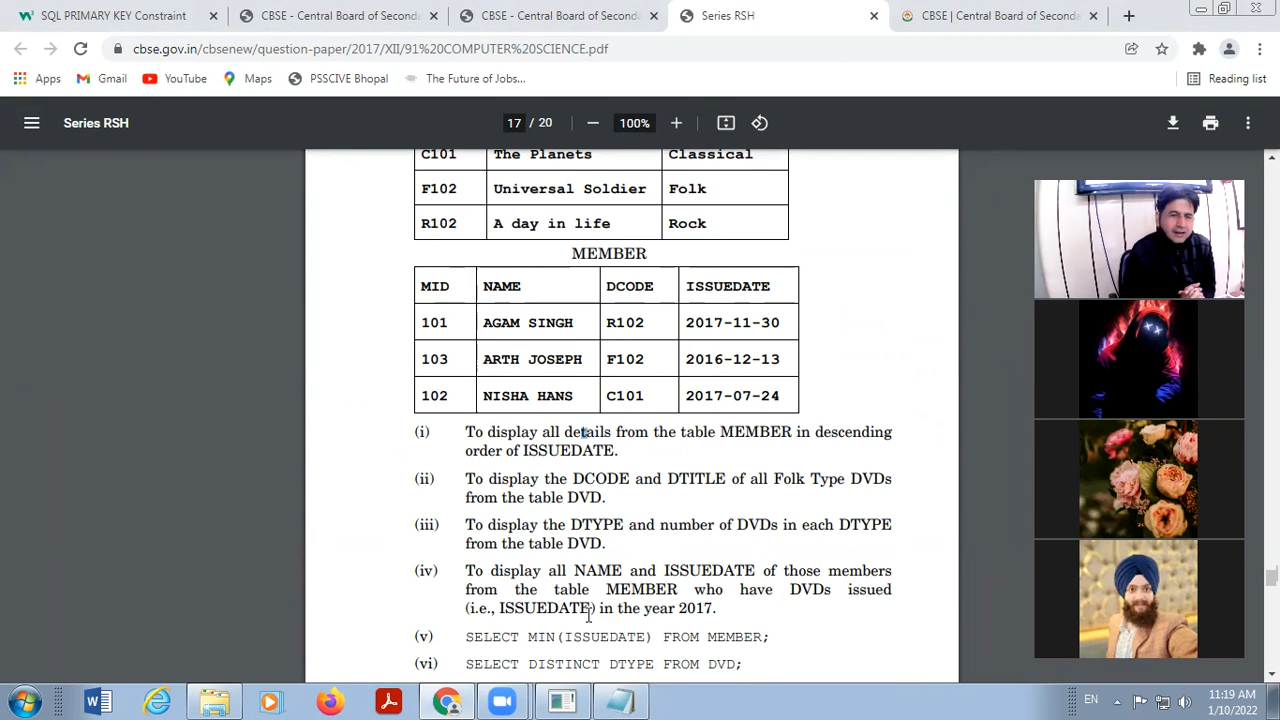 SQL PRIMARY KEY Constraint
CBSE - Central Board of Seconda
CBSE - Central Board of Seconda
Series RSH
CBSE | Central Board of Seconda
cbse.gov.in/cbsenew/question-paper/2017/XII/91%20COMPUTER%20SCIENCE.pdf
Apps
Gmail
YouTube
Maps
PSSCIVE Bhopal
The Future of Jobs...
Reading list
Series RSH
17 / 20
100%
C101 The Planets Classical
F102 Universal Soldier Folk
R102 A day in life Rock
MEMBER
MID NAME DCODE ISSUEDATE
101 AGAM SINGH R102 2017-11-30
103 ARTH JOSEPH F102 2016-12-13
102 NISHA HANS C101 2017-07-24
(i) To display all details from the table MEMBER in descending
order of ISSUEDATE.
(ii) To display the DCODE and DTITLE of all Folk Type DVDs
from the table DVD.
(iii) To display the DTYPE and number of DVDs in each DTYPE
from the table DVD.
(iv) To display all NAME and ISSUEDATE of those members
from the table MEMBER who have DVDs issued
(i.e., ISSUEDATE) in the year 2017.
(v) SELECT MIN(ISSUEDATE) FROM MEMBER;
(vi) SELECT DISTINCT DTYPE FROM DVD;
EN
11:19 AM
1/10/2022